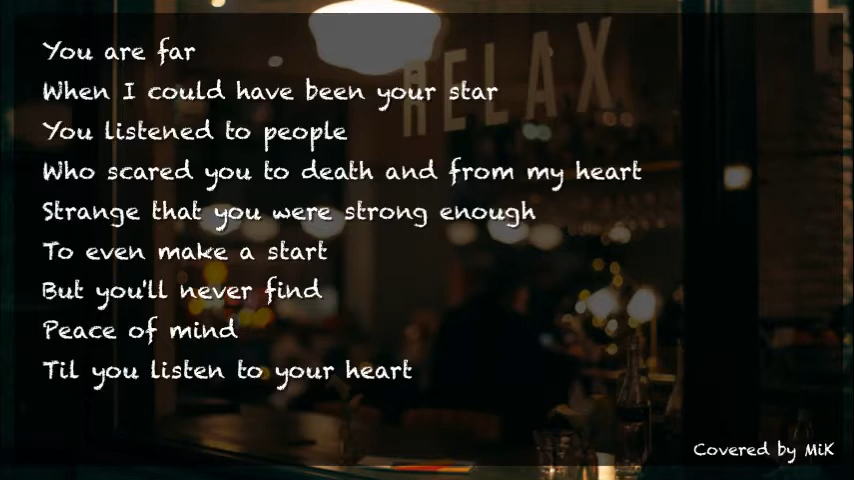 RELAX
You are far
When I could have been your star
You listened to people
Who scared you to death and from my heart
Strange that you were strong enough
To even make a start
But you'll never find
Peace of mind
Til you listen to your heart
Covered by MiK